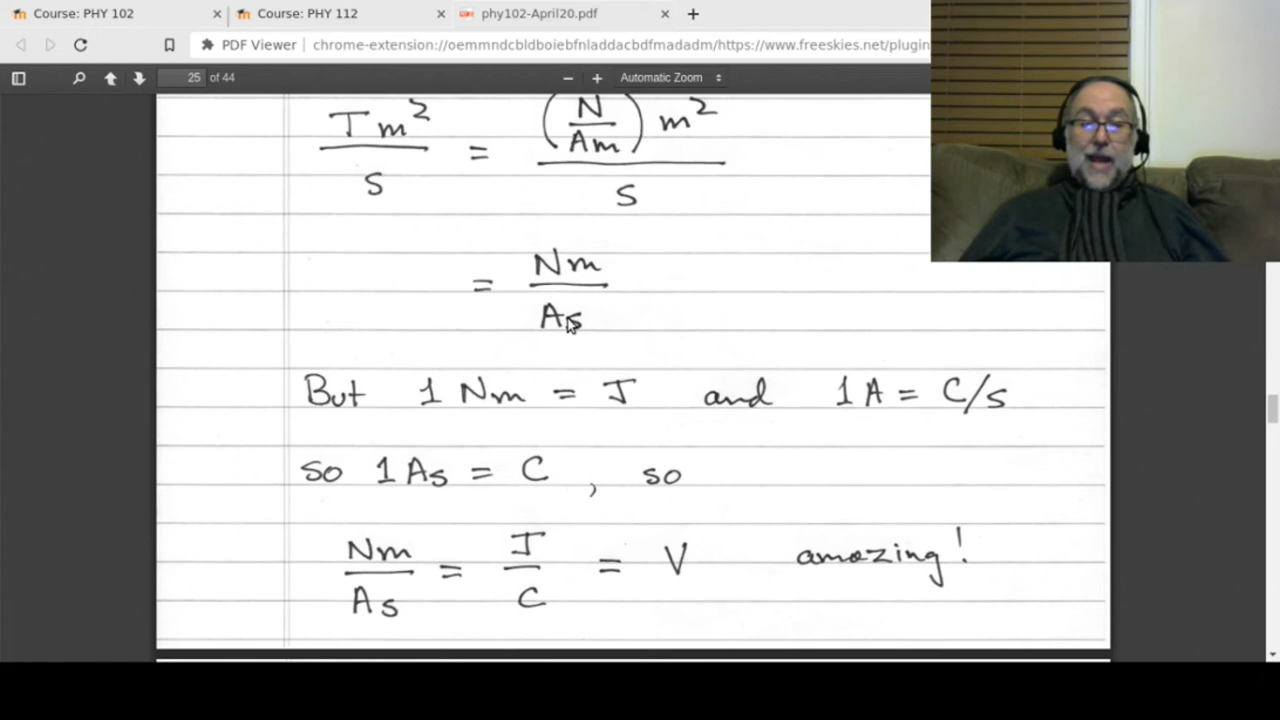 Course: PHY 102 × Course: PHY 112 × phy102-April20.pdf × +
PDF Viewer chrome-extension://oemmndcbldboiebfnladdacbdfmadadm/https://www.freeskies.net/plugin
25 of 44 − + Automatic Zoom
T m² / s = (N / Am) m² / s
= Nm / As
But 1 Nm = J and 1A = C/s
so 1 As = C , so
Nm / As = J / C = V amazing!